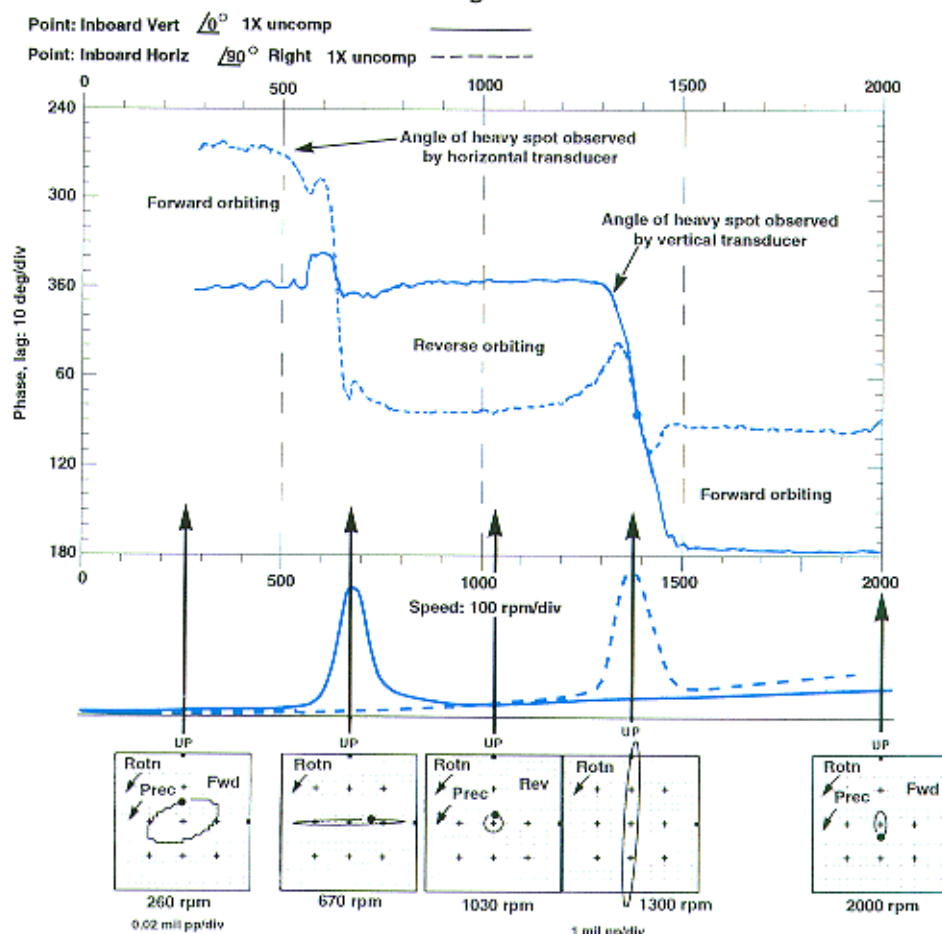 Point: Inboard Vert /0° 1X uncomp
Point: Inboard Horiz /90° Right 1X uncomp
0 500 1000 1500 2000
240
Angle of heavy spot observed
by horizontal transducer
300
Forward orbiting
Angle of heavy spot observed
by vertical transducer
360
Phase, lag: 10 deg/div
Reverse orbiting
60
120
Forward orbiting
180
0 500 1000 1500 2000
Speed: 100 rpm/div
UP UP UP UP UP
Rotn Rotn Rotn Rotn Rotn
Fwd Rev Fwd
Prec Prec Prec
260 rpm 670 rpm 1030 rpm 1300 rpm 2000 rpm
0.02 mil pp/div 1 mil pp/div